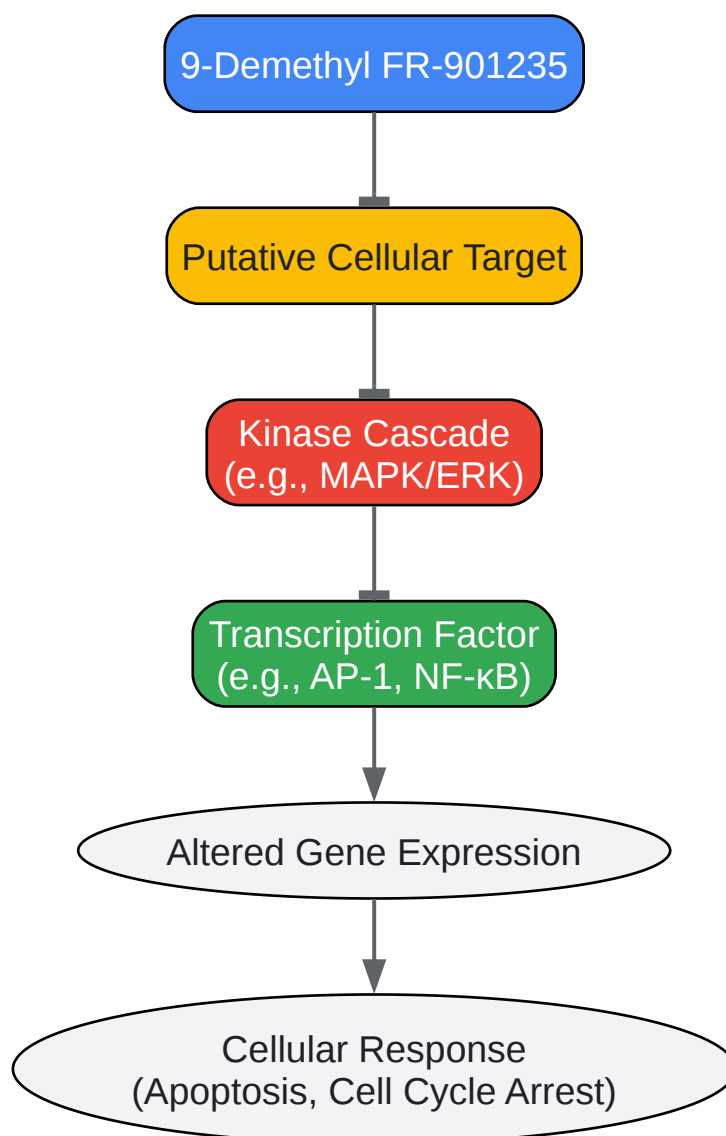 9-Demethyl FR-901235
Putative Cellular Target
Kinase Cascade
(e.g., MAPK/ERK)
Transcription Factor
(e.g., AP-1, NF-κB)
Altered Gene Expression
Cellular Response
(Apoptosis, Cell Cycle Arrest)